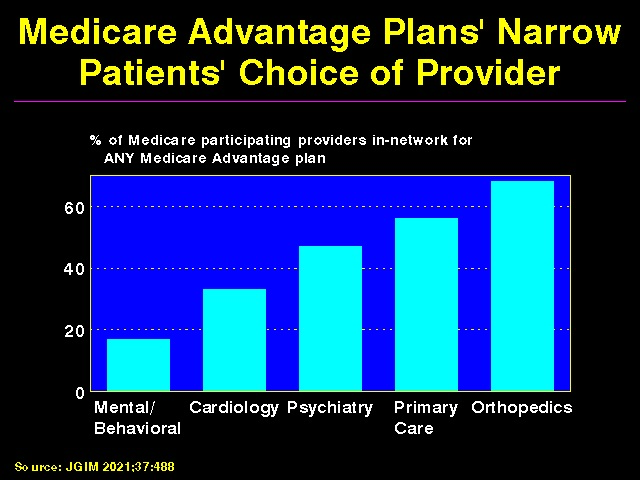 Medicare Advantage Plans' Narrow
Patients' Choice of Provider
% of Medicare participating providers in-network for
ANY Medicare Advantage plan
60
40
20
0
Mental/ Cardiology Psychiatry Primary Orthopedics
Behavioral Care
Source: JGIM 2021;37:488